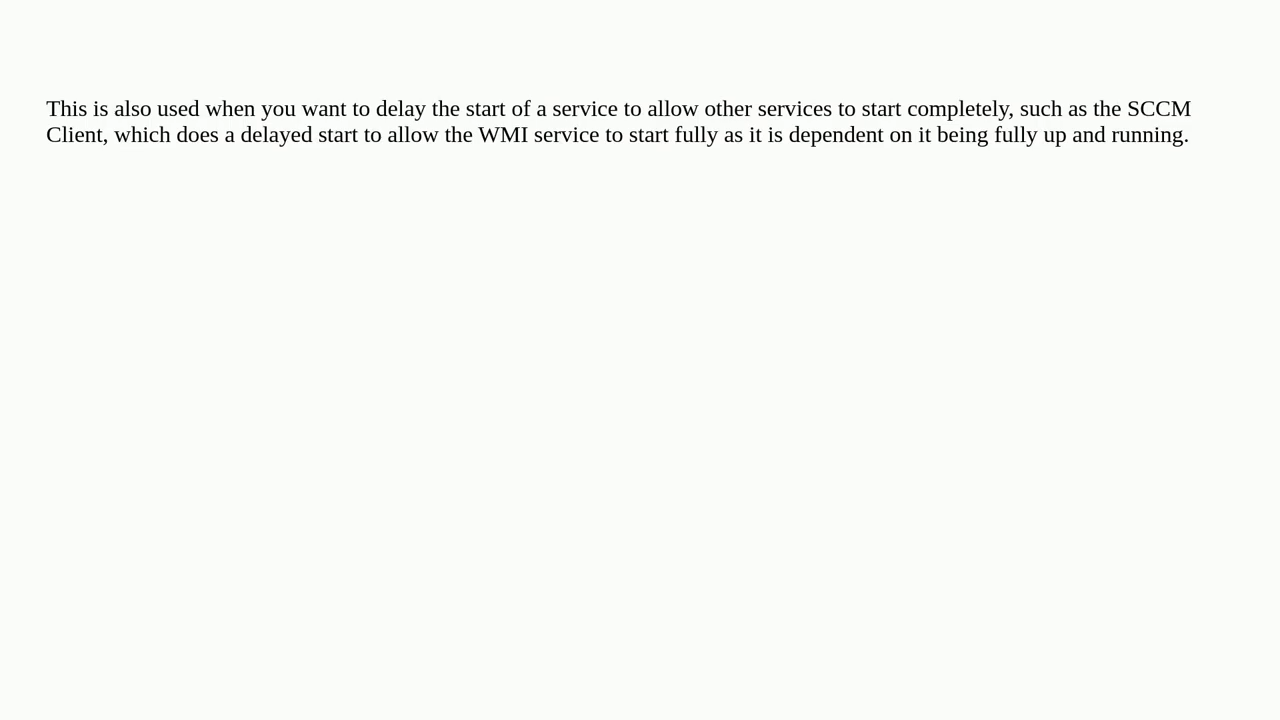 This is also used when you want to delay the start of a service to allow other services to start completely, such as the SCCM
Client, which does a delayed start to allow the WMI service to start fully as it is dependent on it being fully up and running.